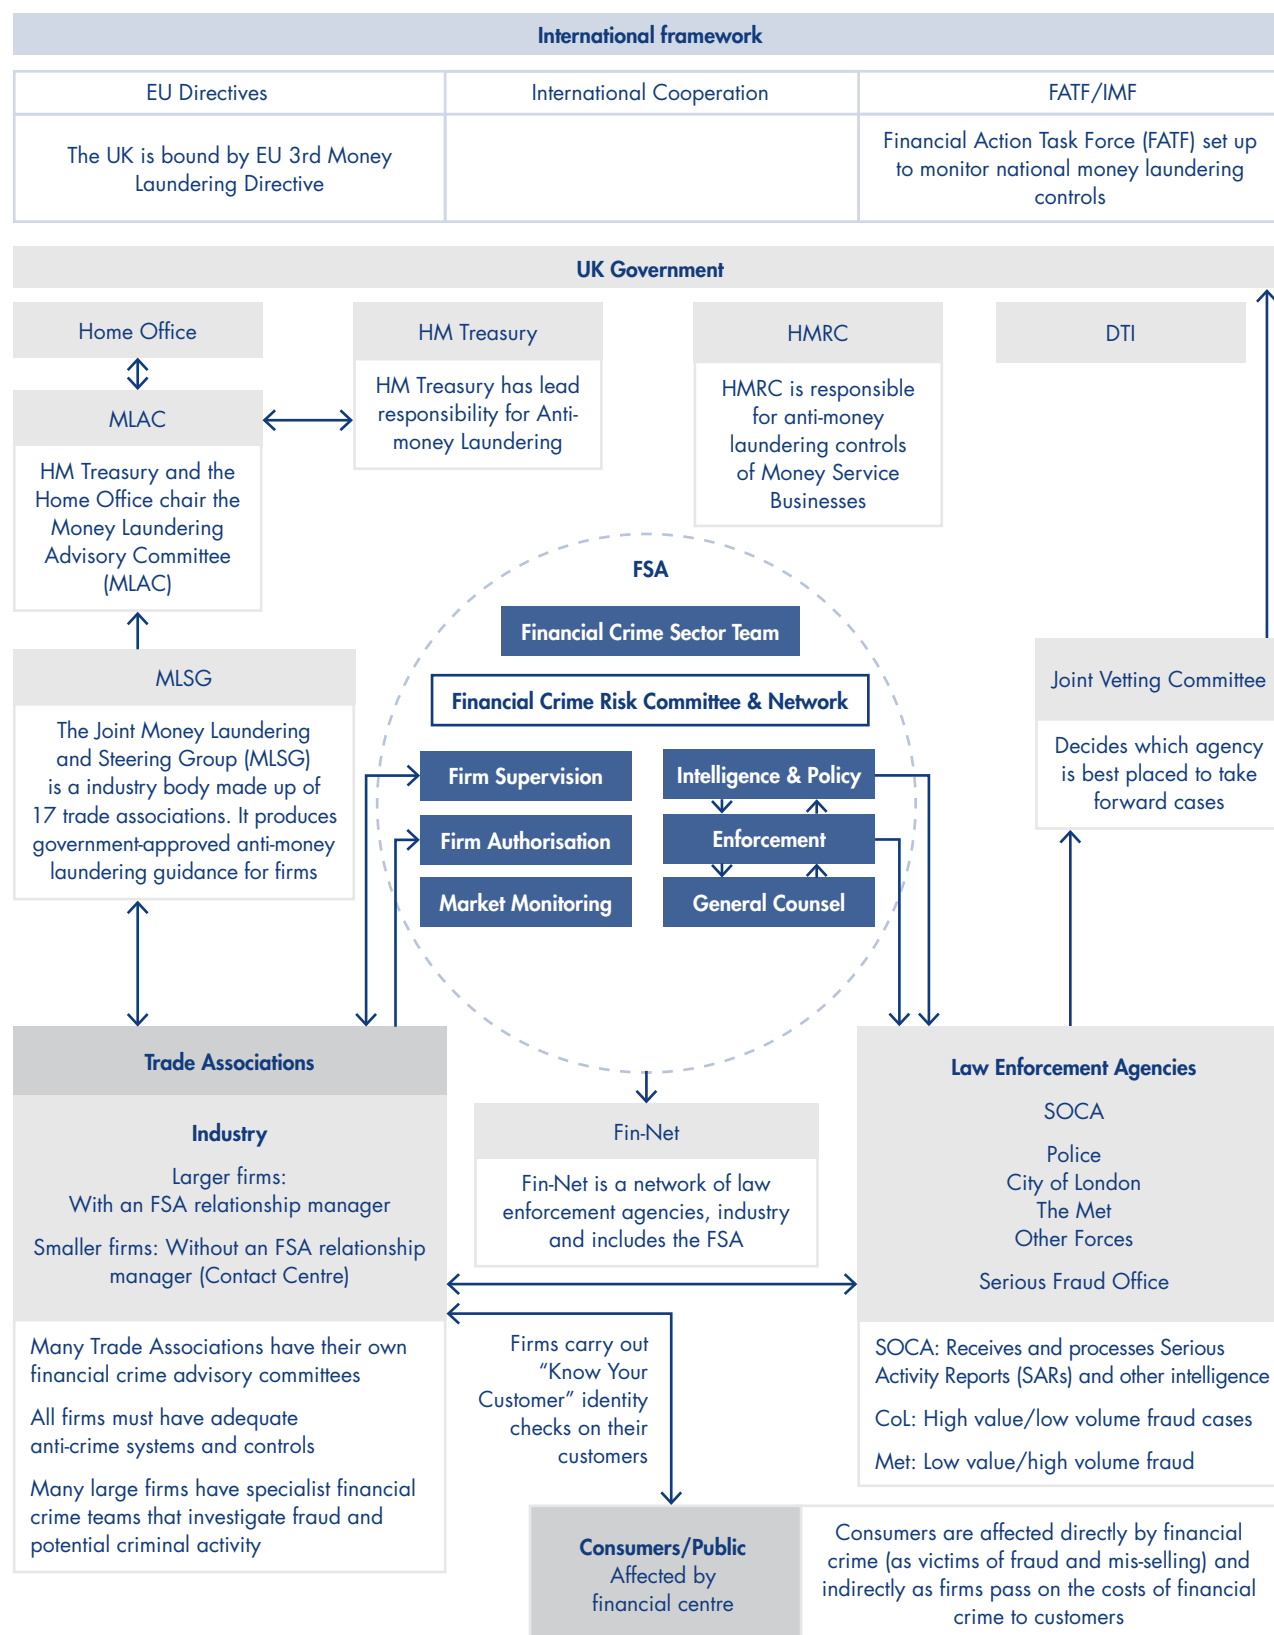 International framework
EU Directives
International Cooperation
FATF/IMF
The UK is bound by EU 3rd Money
Laundering Directive
Financial Action Task Force (FATF) set up
to monitor national money laundering
controls
UK Government
Home Office
HM Treasury
HM Treasury has lead
responsibility for Anti-
money Laundering
HMRC
HMRC is responsible
for anti-money
laundering controls
of Money Service
Businesses
DTI
MLAC
HM Treasury and the
Home Office chair the
Money Laundering
Advisory Committee
(MLAC)
MLSG
The Joint Money Laundering
and Steering Group (MLSG)
is a industry body made up of
17 trade associations. It produces
government-approved anti-money
laundering guidance for firms
FSA
Financial Crime Sector Team
Financial Crime Risk Committee & Network
Firm Supervision
Firm Authorisation
Market Monitoring
Intelligence & Policy
Enforcement
General Counsel
Joint Vetting Committee
Decides which agency
is best placed to take
forward cases
Trade Associations
Industry
Larger firms:
With an FSA relationship manager
Smaller firms: Without an FSA relationship
manager (Contact Centre)
Many Trade Associations have their own
financial crime advisory committees
All firms must have adequate
anti-crime systems and controls
Many large firms have specialist financial
crime teams that investigate fraud and
potential criminal activity
Fin-Net
Fin-Net is a network of law
enforcement agencies, industry
and includes the FSA
Firms carry out
“Know Your
Customer” identity
checks on their
customers
Law Enforcement Agencies
SOCA
Police
City of London
The Met
Other Forces
Serious Fraud Office
SOCA: Receives and processes Serious
Activity Reports (SARs) and other intelligence
CoL: High value/low volume fraud cases
Met: Low value/high volume fraud
Consumers/Public
Affected by
financial centre
Consumers are affected directly by financial
crime (as victims of fraud and mis-selling) and
indirectly as firms pass on the costs of financial
crime to customers